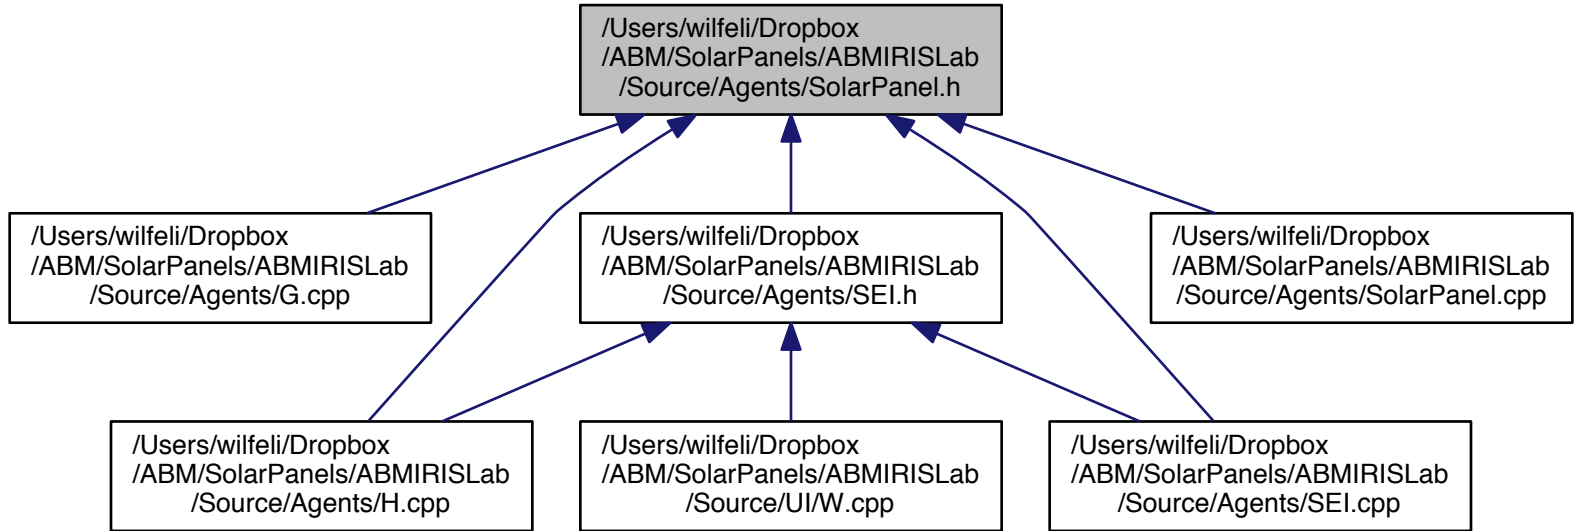 /Users/wilfeli/Dropbox
/ABM/SolarPanels/ABMIRISLab
/Source/Agents/SolarPanel.h
/Users/wilfeli/Dropbox
/ABM/SolarPanels/ABMIRISLab
/Source/Agents/G.cpp
/Users/wilfeli/Dropbox
/ABM/SolarPanels/ABMIRISLab
/Source/Agents/SEI.h
/Users/wilfeli/Dropbox
/ABM/SolarPanels/ABMIRISLab
/Source/Agents/SolarPanel.cpp
/Users/wilfeli/Dropbox
/ABM/SolarPanels/ABMIRISLab
/Source/Agents/H.cpp
/Users/wilfeli/Dropbox
/ABM/SolarPanels/ABMIRISLab
/Source/UI/W.cpp
/Users/wilfeli/Dropbox
/ABM/SolarPanels/ABMIRISLab
/Source/Agents/SEI.cpp